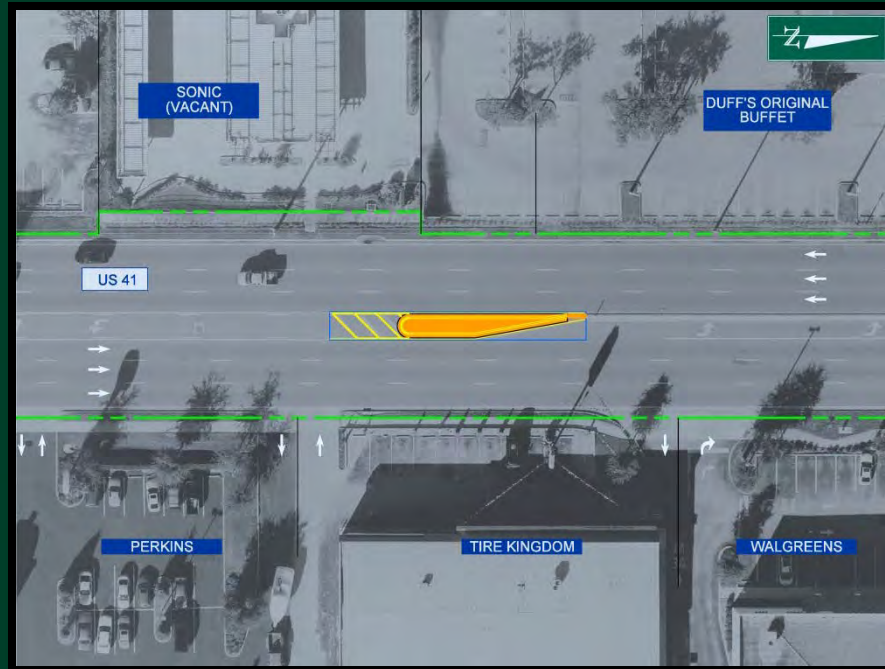 N
SONIC
(VACANT)
DUFF'S ORIGINAL
BUFFET
US 41
PERKINS
TIRE KINGDOM
WALGREENS